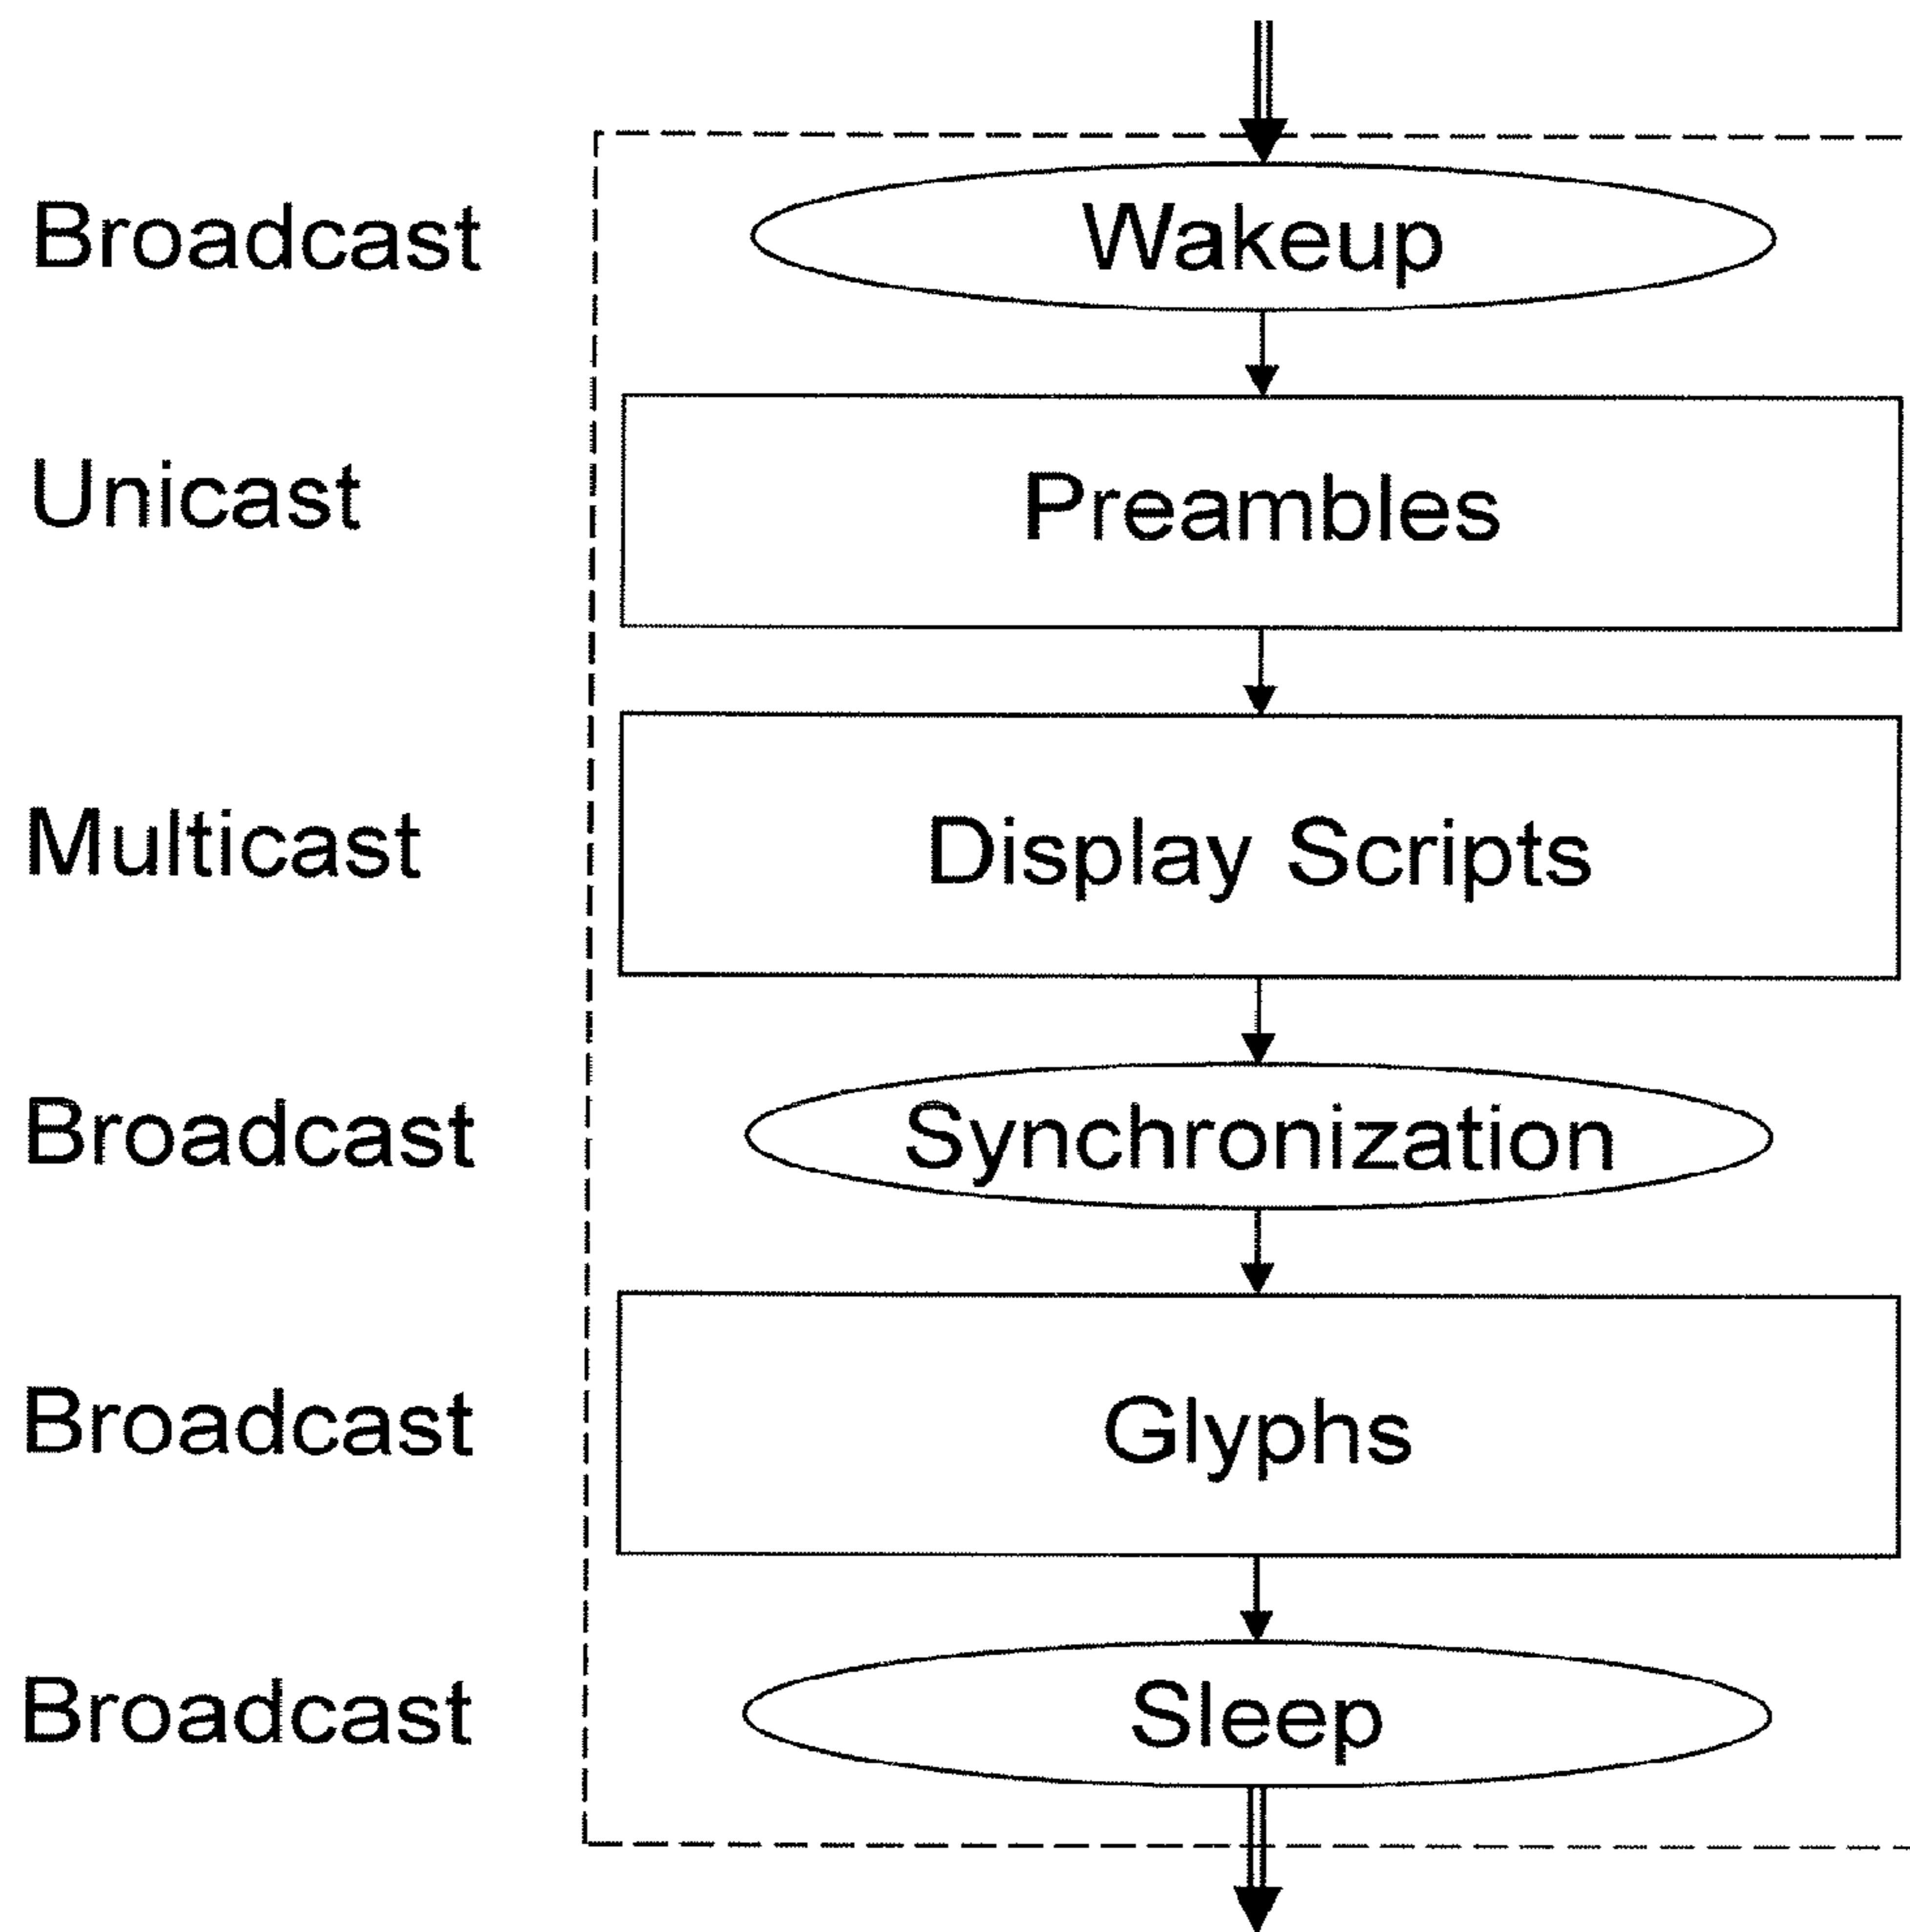 Broadcast
Wakeup
Unicast
Preambles
Multicast
Display Scripts
Broadcast
Synchronization
Broadcast
Glyphs
Broadcast
Sleep